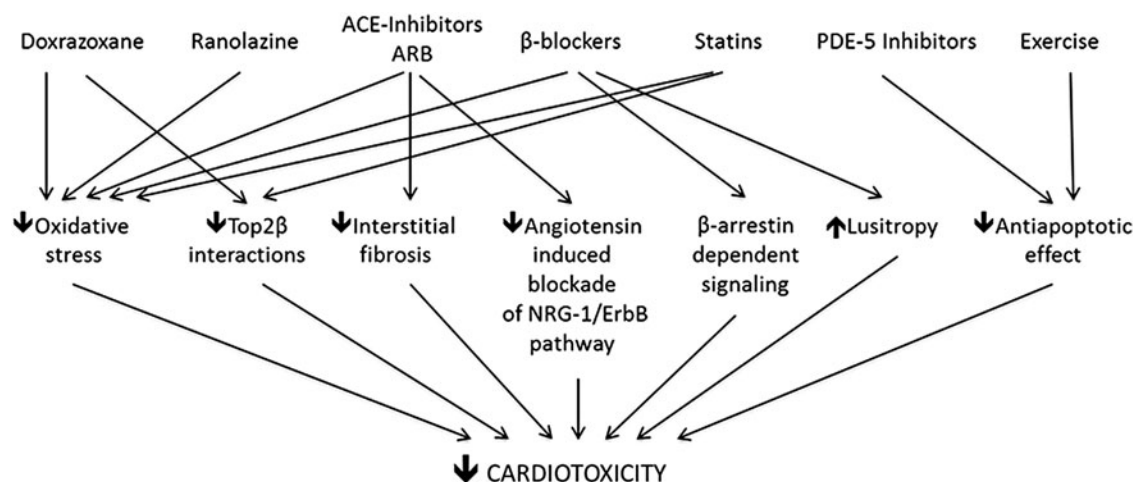 Doxrazoxane
Ranolazine
ACE-Inhibitors
ARB
β-blockers
Statins
PDE-5 Inhibitors
Exercise
Oxidative
stress
Top2β
interactions
Interstitial
fibrosis
Angiotensin
induced
blockade
of NRG-1/ErbB
pathway
β-arrestin
dependent
signaling
Lusitropy
Antiapoptotic
effect
CARDIOTOXICITY